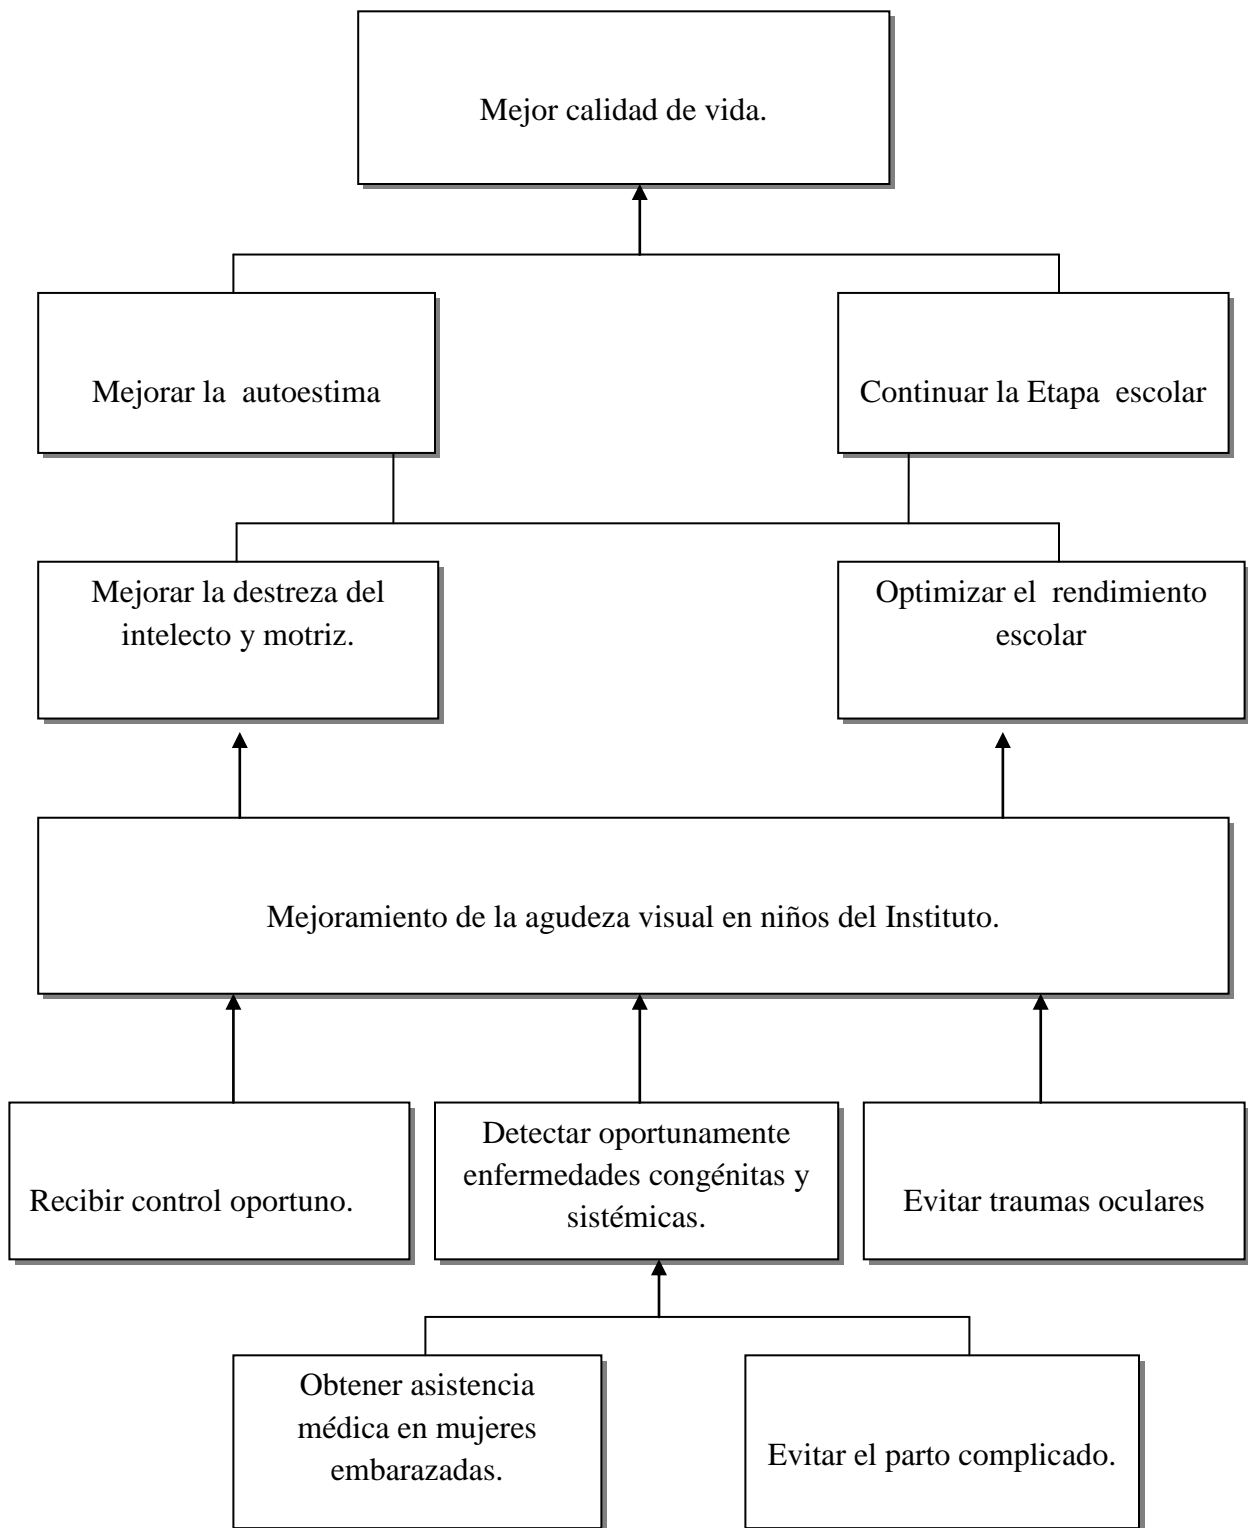 Mejor calidad de vida.
Mejorar la  autoestima
Continuar la Etapa  escolar
Mejorar la destreza del
intelecto y motriz.
Optimizar el  rendimiento
escolar
Mejoramiento de la agudeza visual en niños del Instituto.
Recibir control oportuno.
Detectar oportunamente
enfermedades congénitas y
sistémicas.
Evitar traumas oculares
Obtener asistencia
médica en mujeres
embarazadas.
Evitar el parto complicado.